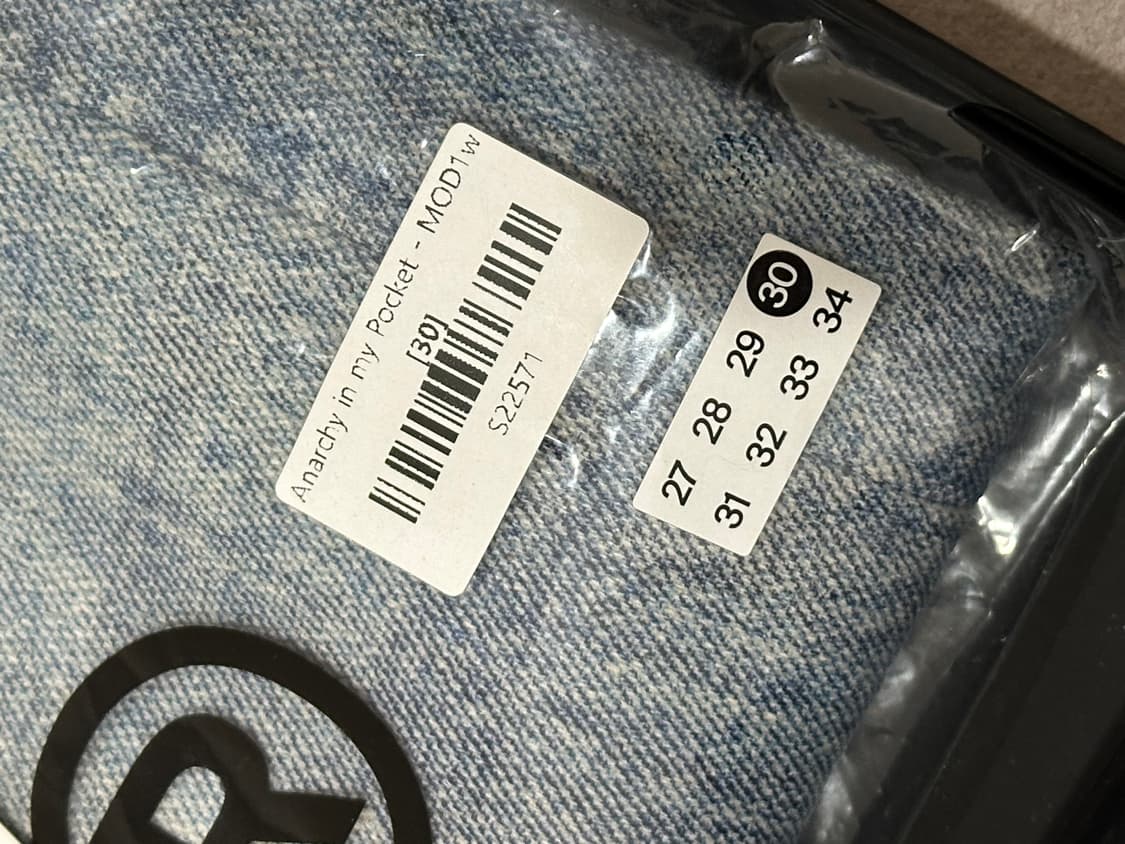 Anarchy in my Pocket - MOD1w
[30]
S22571
27 28 29 30
31 32 33 34
R